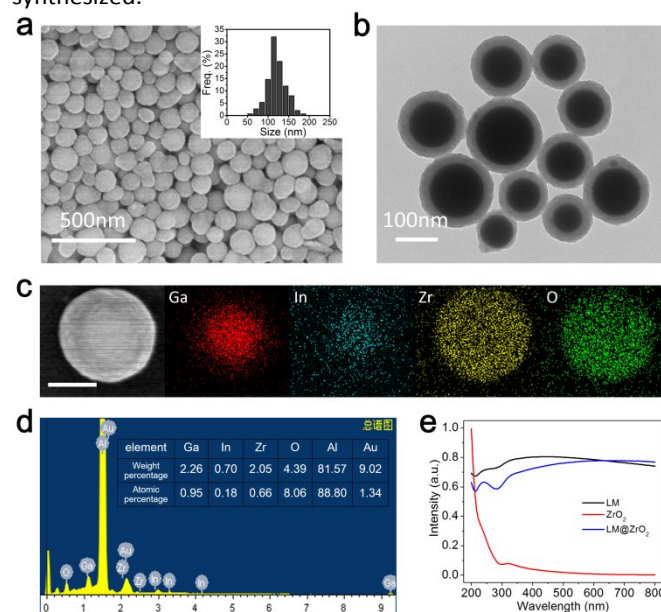 synthesized.
a
Freq. (%)
30
20
10
0
0 50 100 150 200 250
Size (nm)
500nm
b
100nm
c
Ga
In
Zr
O
d
总谱图
Au
Al
element Ga In Zr O Al Au
Weight percentage 2.26 0.70 2.05 4.39 81.57 9.02
Atomic percentage 0.95 0.18 0.66 8.06 88.80 1.34
O Ga Zr Au Zr In In In Ga
0 1 2 3 4 5 6 7 8 9
e
Intensity (a.u.)
1.0
0.8
0.6
0.4
0.2
0.0
LM
ZrO₂
LM@ZrO₂
200 300 400 500 600 700 800
Wavelength (nm)